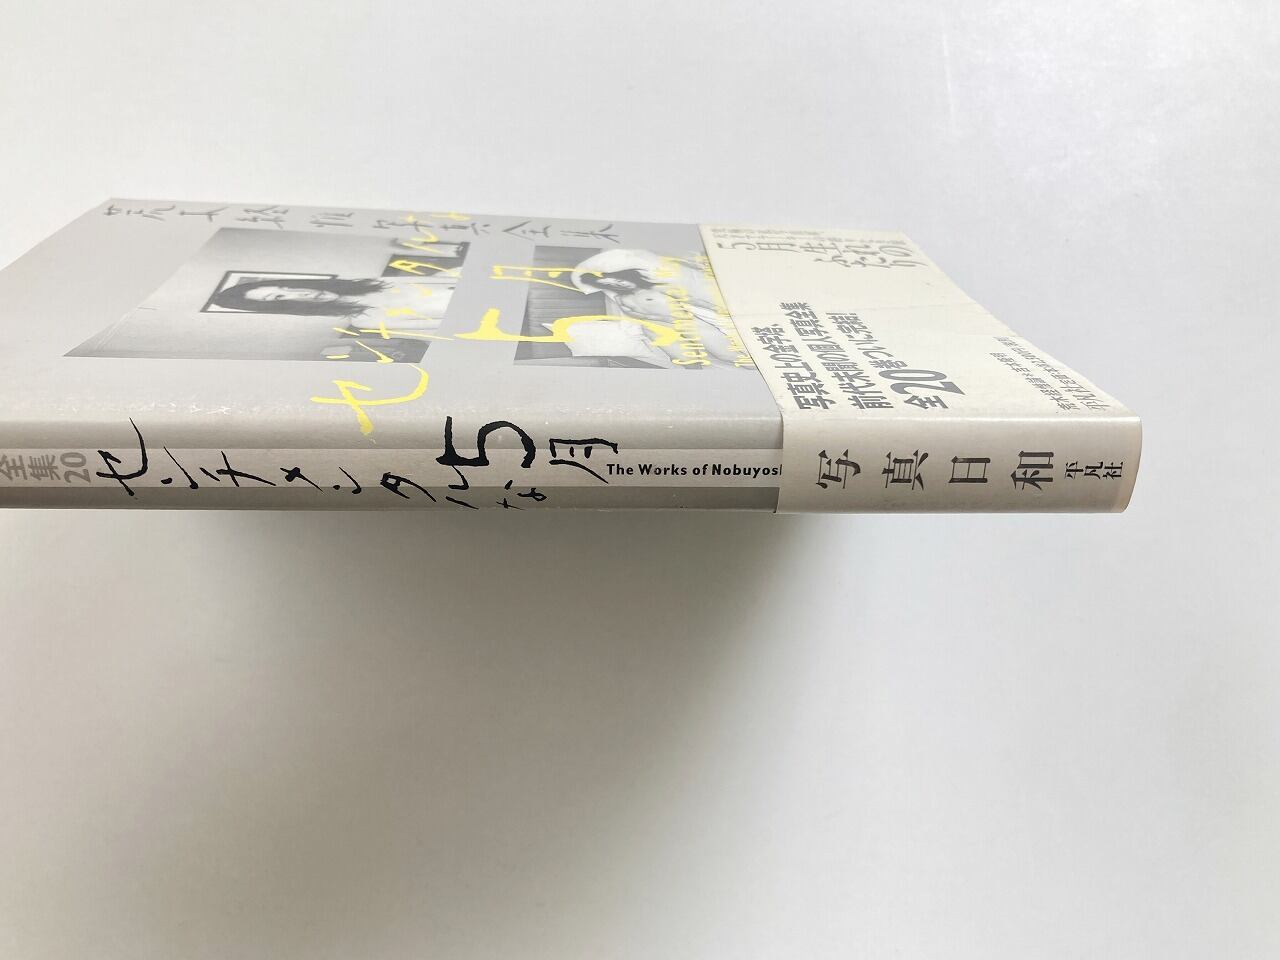 荒木経惟写真全集
センチメンタルな
5月
Sentimental May
5月生まれの
写真史上の金字塔、
前代未聞の個人写真全集
全20巻ついに完結!
全集20
センチメンタルな
5月
The Works of Nobuyos
写真日和
平凡社